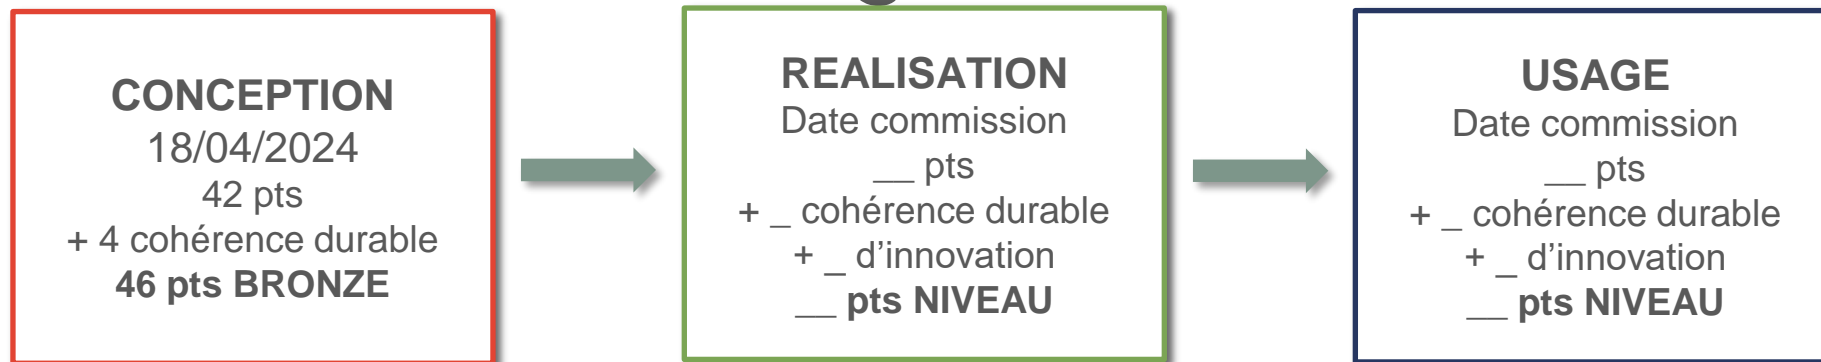 CONCEPTION
18/04/2024
42 pts
+ 4 cohérence durable
46 pts BRONZE
REALISATION
Date commission
__ pts
+ _ cohérence durable
+ _ d’innovation
__ pts NIVEAU
USAGE
Date commission
__ pts
+ _ cohérence durable
+ _ d’innovation
__ pts NIVEAU